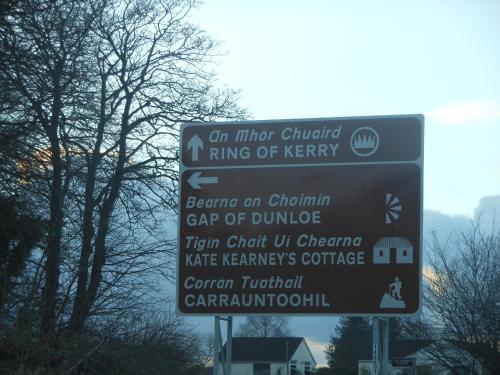 An Mhór Chuaird
RING OF KERRY
Bearna an Choimín
GAP OF DUNLOE
Tigín Chait Uí Chearna
KATE KEARNEY'S COTTAGE
Corrán Tuathail
CARRAUNTOOHIL